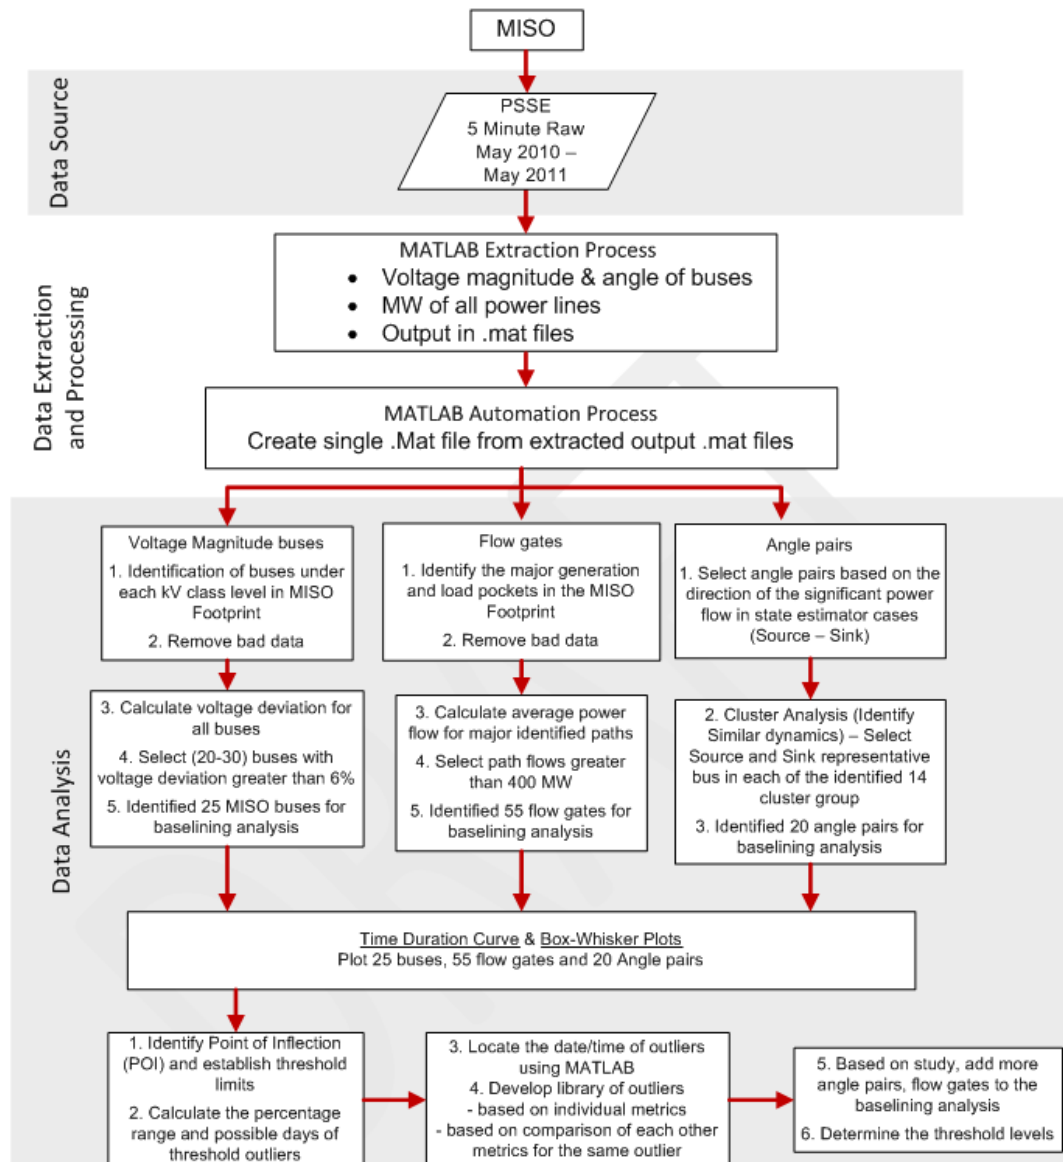 MISO
Data Source
PSSE
5 Minute Raw
May 2010 –
May 2011
Data Extraction
and Processing
MATLAB Extraction Process
• Voltage magnitude & angle of buses
• MW of all power lines
• Output in .mat files
MATLAB Automation Process
Create single .Mat file from extracted output .mat files
Data Analysis
Voltage Magnitude buses
1. Identification of buses under
each kV class level in MISO
Footprint
2. Remove bad data
Flow gates
1. Identify the major generation
and load pockets in the MISO
Footprint
2. Remove bad data
Angle pairs
1. Select angle pairs based on the
direction of the significant power
flow in state estimator cases
(Source – Sink)
3. Calculate voltage deviation for
all buses
4. Select (20-30) buses with
voltage deviation greater than 6%
5. Identified 25 MISO buses for
baselining analysis
3. Calculate average power
flow for major identified paths
4. Select path flows greater
than 400 MW
5. Identified 55 flow gates for
baselining analysis
2. Cluster Analysis (Identify
Similar dynamics) – Select
Source and Sink representative
bus in each of the identified 14
cluster group
3. Identified 20 angle pairs for
baselining analysis
Time Duration Curve & Box-Whisker Plots
Plot 25 buses, 55 flow gates and 20 Angle pairs
1. Identify Point of Inflection
(POI) and establish threshold
limits
2. Calculate the percentage
range and possible days of
threshold outliers
3. Locate the date/time of outliers
using MATLAB
4. Develop library of outliers
- based on individual metrics
- based on comparison of each other
metrics for the same outlier
5. Based on study, add more
angle pairs, flow gates to the
baselining analysis
6. Determine the threshold levels